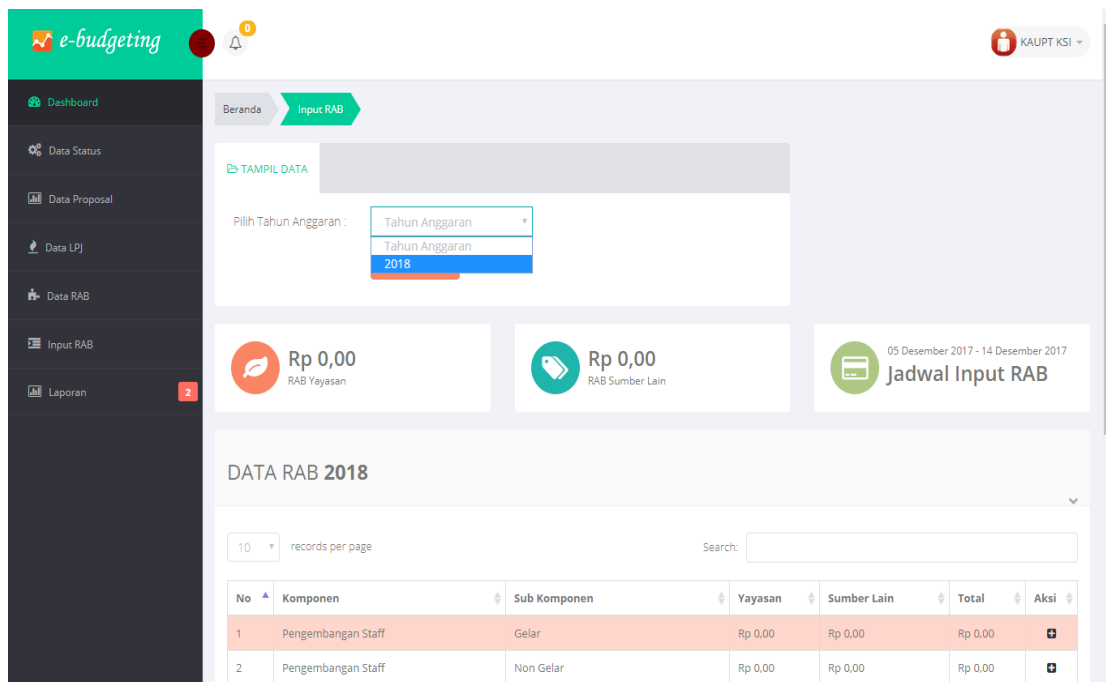 e-budgeting
0
KAUPT KSI
Dashboard
Data Status
Data Proposal
Data LPJ
Data RAB
Input RAB
Laporan
2
Beranda
Input RAB
TAMPIL DATA
Pilih Tahun Anggaran :
Tahun Anggaran
Tahun Anggaran
2018
Rp 0,00
RAB Yayasan
Rp 0,00
RAB Sumber Lain
05 Desember 2017 - 14 Desember 2017
Jadwal Input RAB
DATA RAB 2018
10 records per page Search:
No Komponen Sub Komponen Yayasan Sumber Lain Total Aksi
1 Pengembangan Staff Gelar Rp 0,00 Rp 0,00 Rp 0,00
2 Pengembangan Staff Non Gelar Rp 0,00 Rp 0,00 Rp 0,00